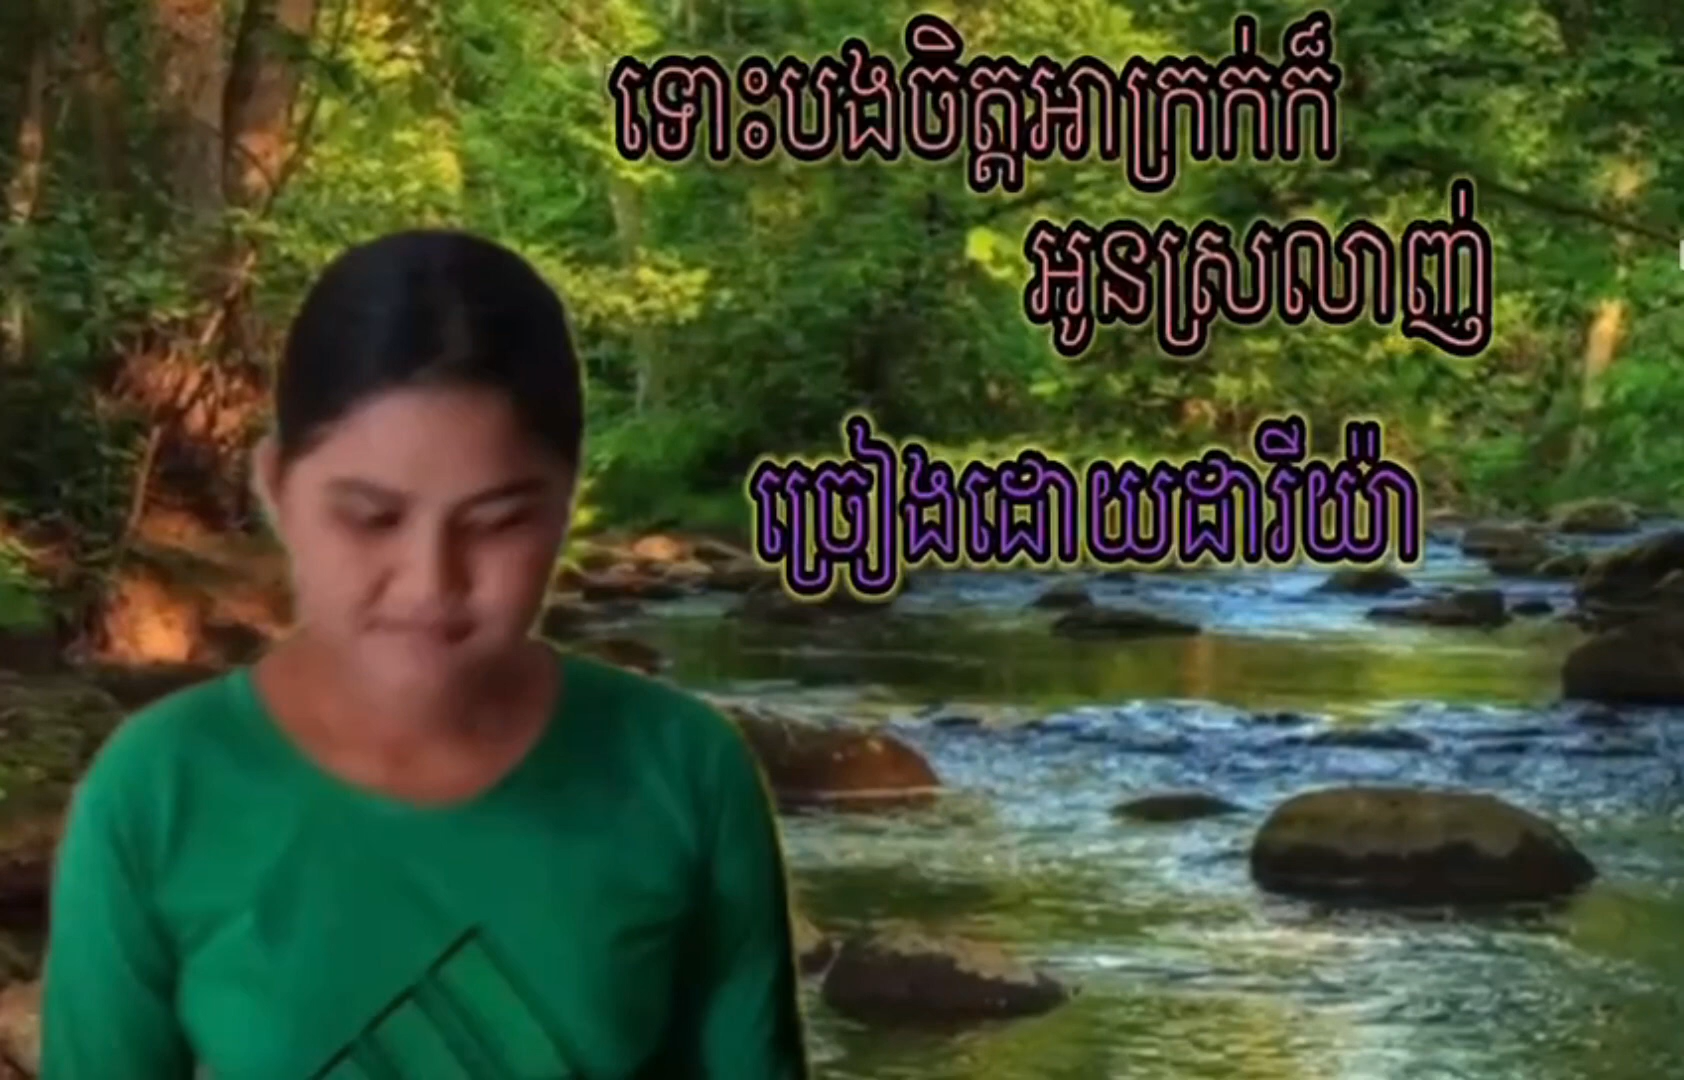 ទោះបងចិត្តអាក្រក់ក៏
អូនស្រលាញ់
ច្រៀងដោយដារីយ៉ា